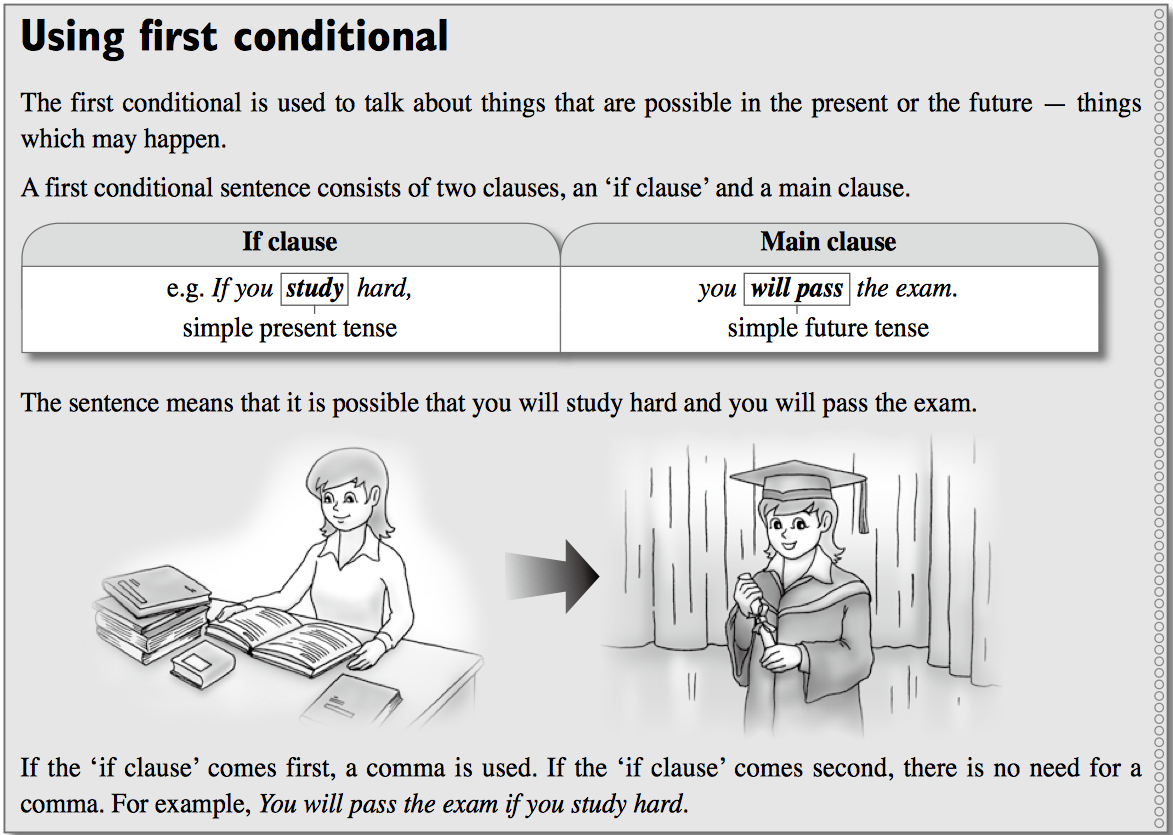 Using first conditional
The first conditional is used to talk about things that are possible in the present or the future — things
which may happen.
A first conditional sentence consists of two clauses, an ‘if clause’ and a main clause.
If clause
Main clause
e.g. If you study hard,
you will pass the exam.
simple present tense
simple future tense
The sentence means that it is possible that you will study hard and you will pass the exam.
If the ‘if clause’ comes first, a comma is used. If the ‘if clause’ comes second, there is no need for a
comma. For example, You will pass the exam if you study hard.